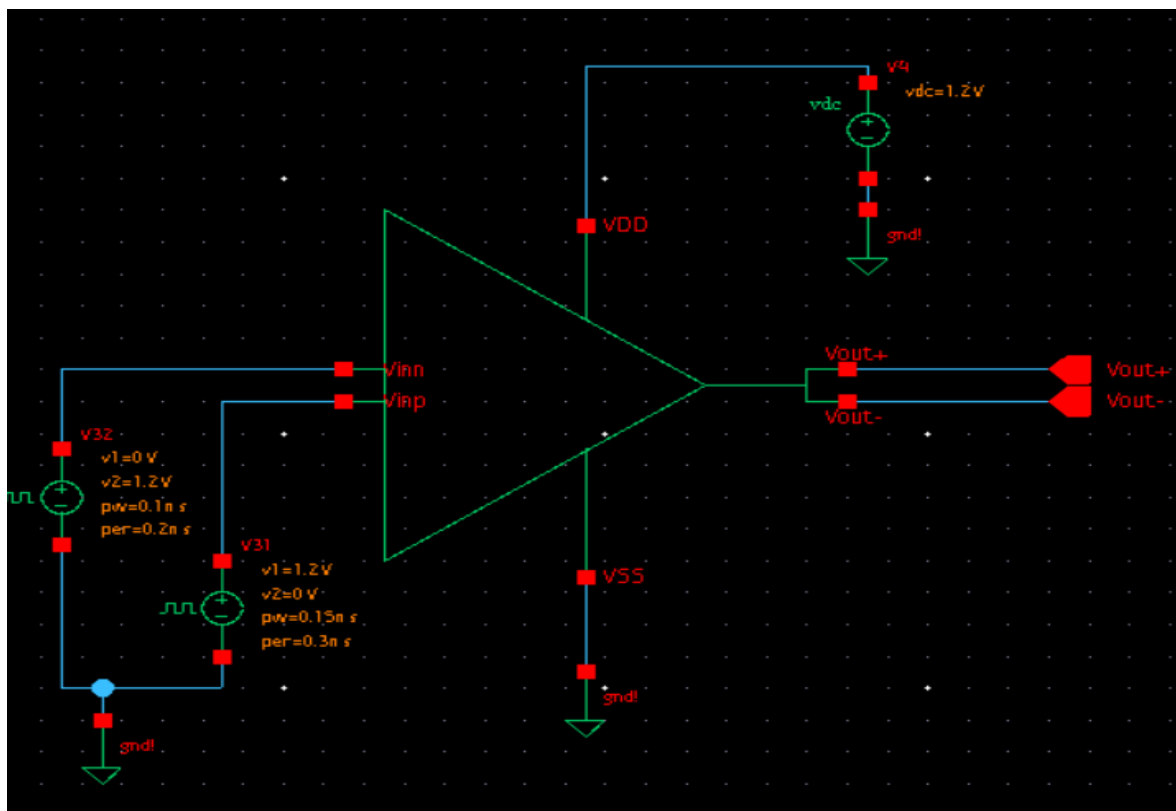 V9
vdc=1.2V
vdc
gnd!
VDD
Vinn
Vinp
Vout+
Vout-
Vout+
Vout-
V32
v1=0 V
v2=1.2V
pw=0.1n s
per=0.2n s
V31
v1=1.2V
v2=0 V
pw=0.15n s
per=0.3n s
VSS
gnd!
gnd!